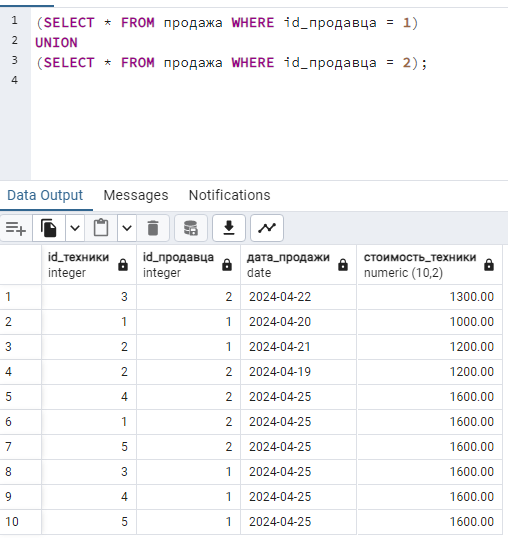 1 (SELECT * FROM продажа WHERE id_продавца = 1)
2 UNION
3 (SELECT * FROM продажа WHERE id_продавца = 2);
4
Data Output Messages Notifications
id_техники id_продавца дата_продажи стоимость_техники
integer integer date numeric (10,2)
1 3 2 2024-04-22 1300.00
2 1 1 2024-04-20 1000.00
3 2 1 2024-04-21 1200.00
4 2 2 2024-04-19 1200.00
5 4 2 2024-04-25 1600.00
6 1 2 2024-04-25 1600.00
7 5 2 2024-04-25 1600.00
8 3 1 2024-04-25 1600.00
9 4 1 2024-04-25 1600.00
10 5 1 2024-04-25 1600.00